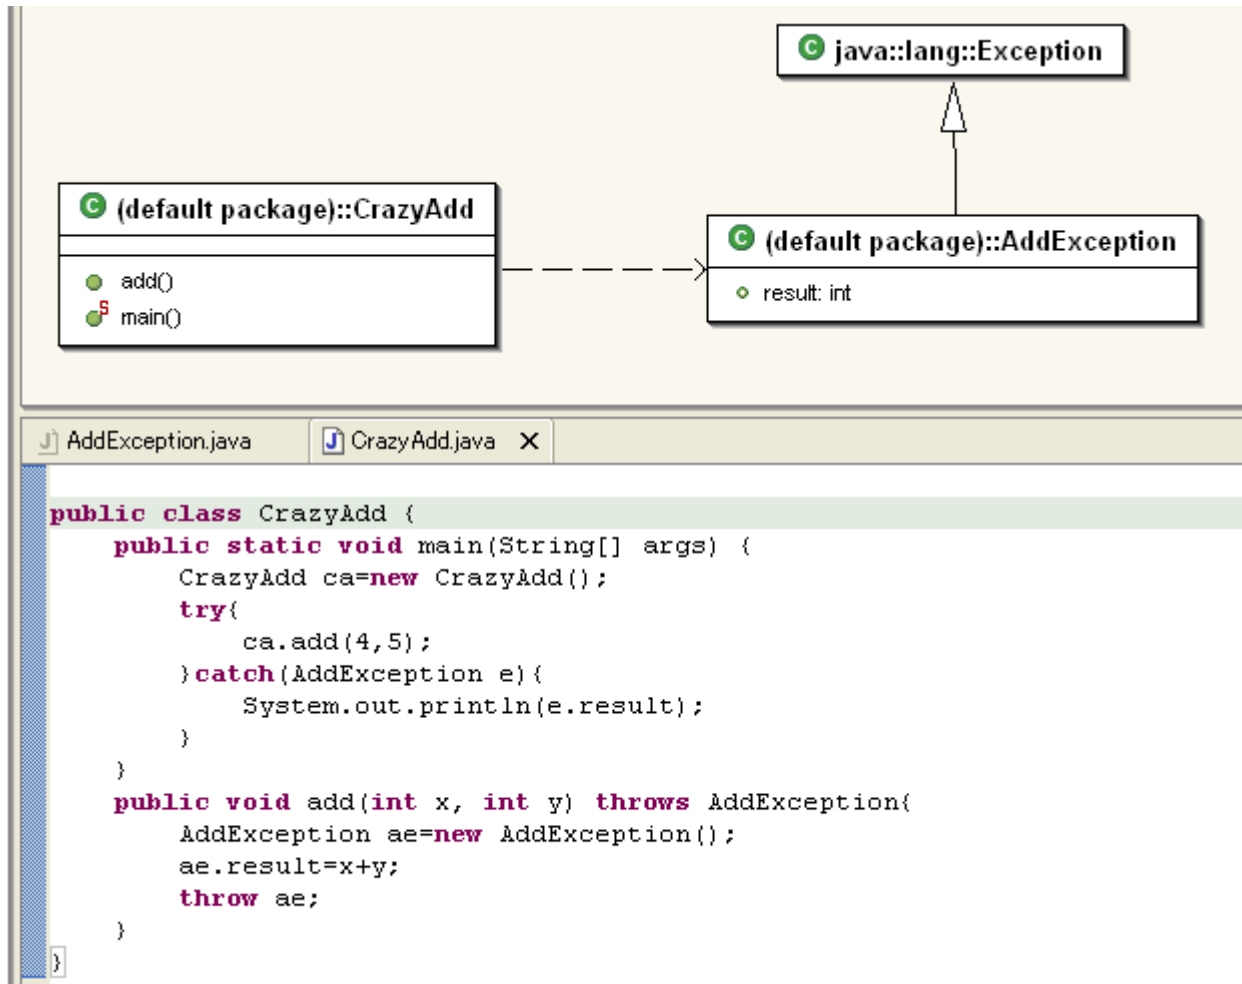 java::lang::Exception
(default package)::CrazyAdd
add()
main()
(default package)::AddException
result: int
AddException.java CrazyAdd.java
public class CrazyAdd {
public static void main(String[] args) {
CrazyAdd ca=new CrazyAdd();
try{
ca.add(4,5);
}catch(AddException e){
System.out.println(e.result);
}
}
public void add(int x, int y) throws AddException{
AddException ae=new AddException();
ae.result=x+y;
throw ae;
}
}